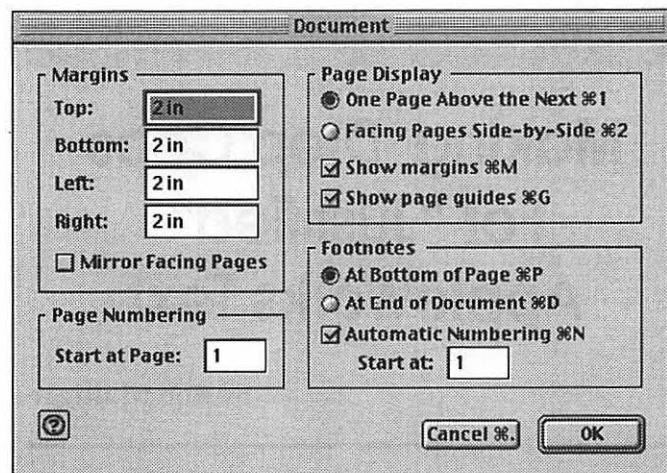 Document
Margins
Top: 2 in
Bottom: 2 in
Left: 2 in
Right: 2 in
Mirror Facing Pages
Page Numbering
Start at Page: 1
Page Display
One Page Above the Next ⌘1
Facing Pages Side-by-Side ⌘2
Show margins ⌘M
Show page guides ⌘G
Footnotes
At Bottom of Page ⌘P
At End of Document ⌘D
Automatic Numbering ⌘N
Start at: 1
?
Cancel ⌘.
OK